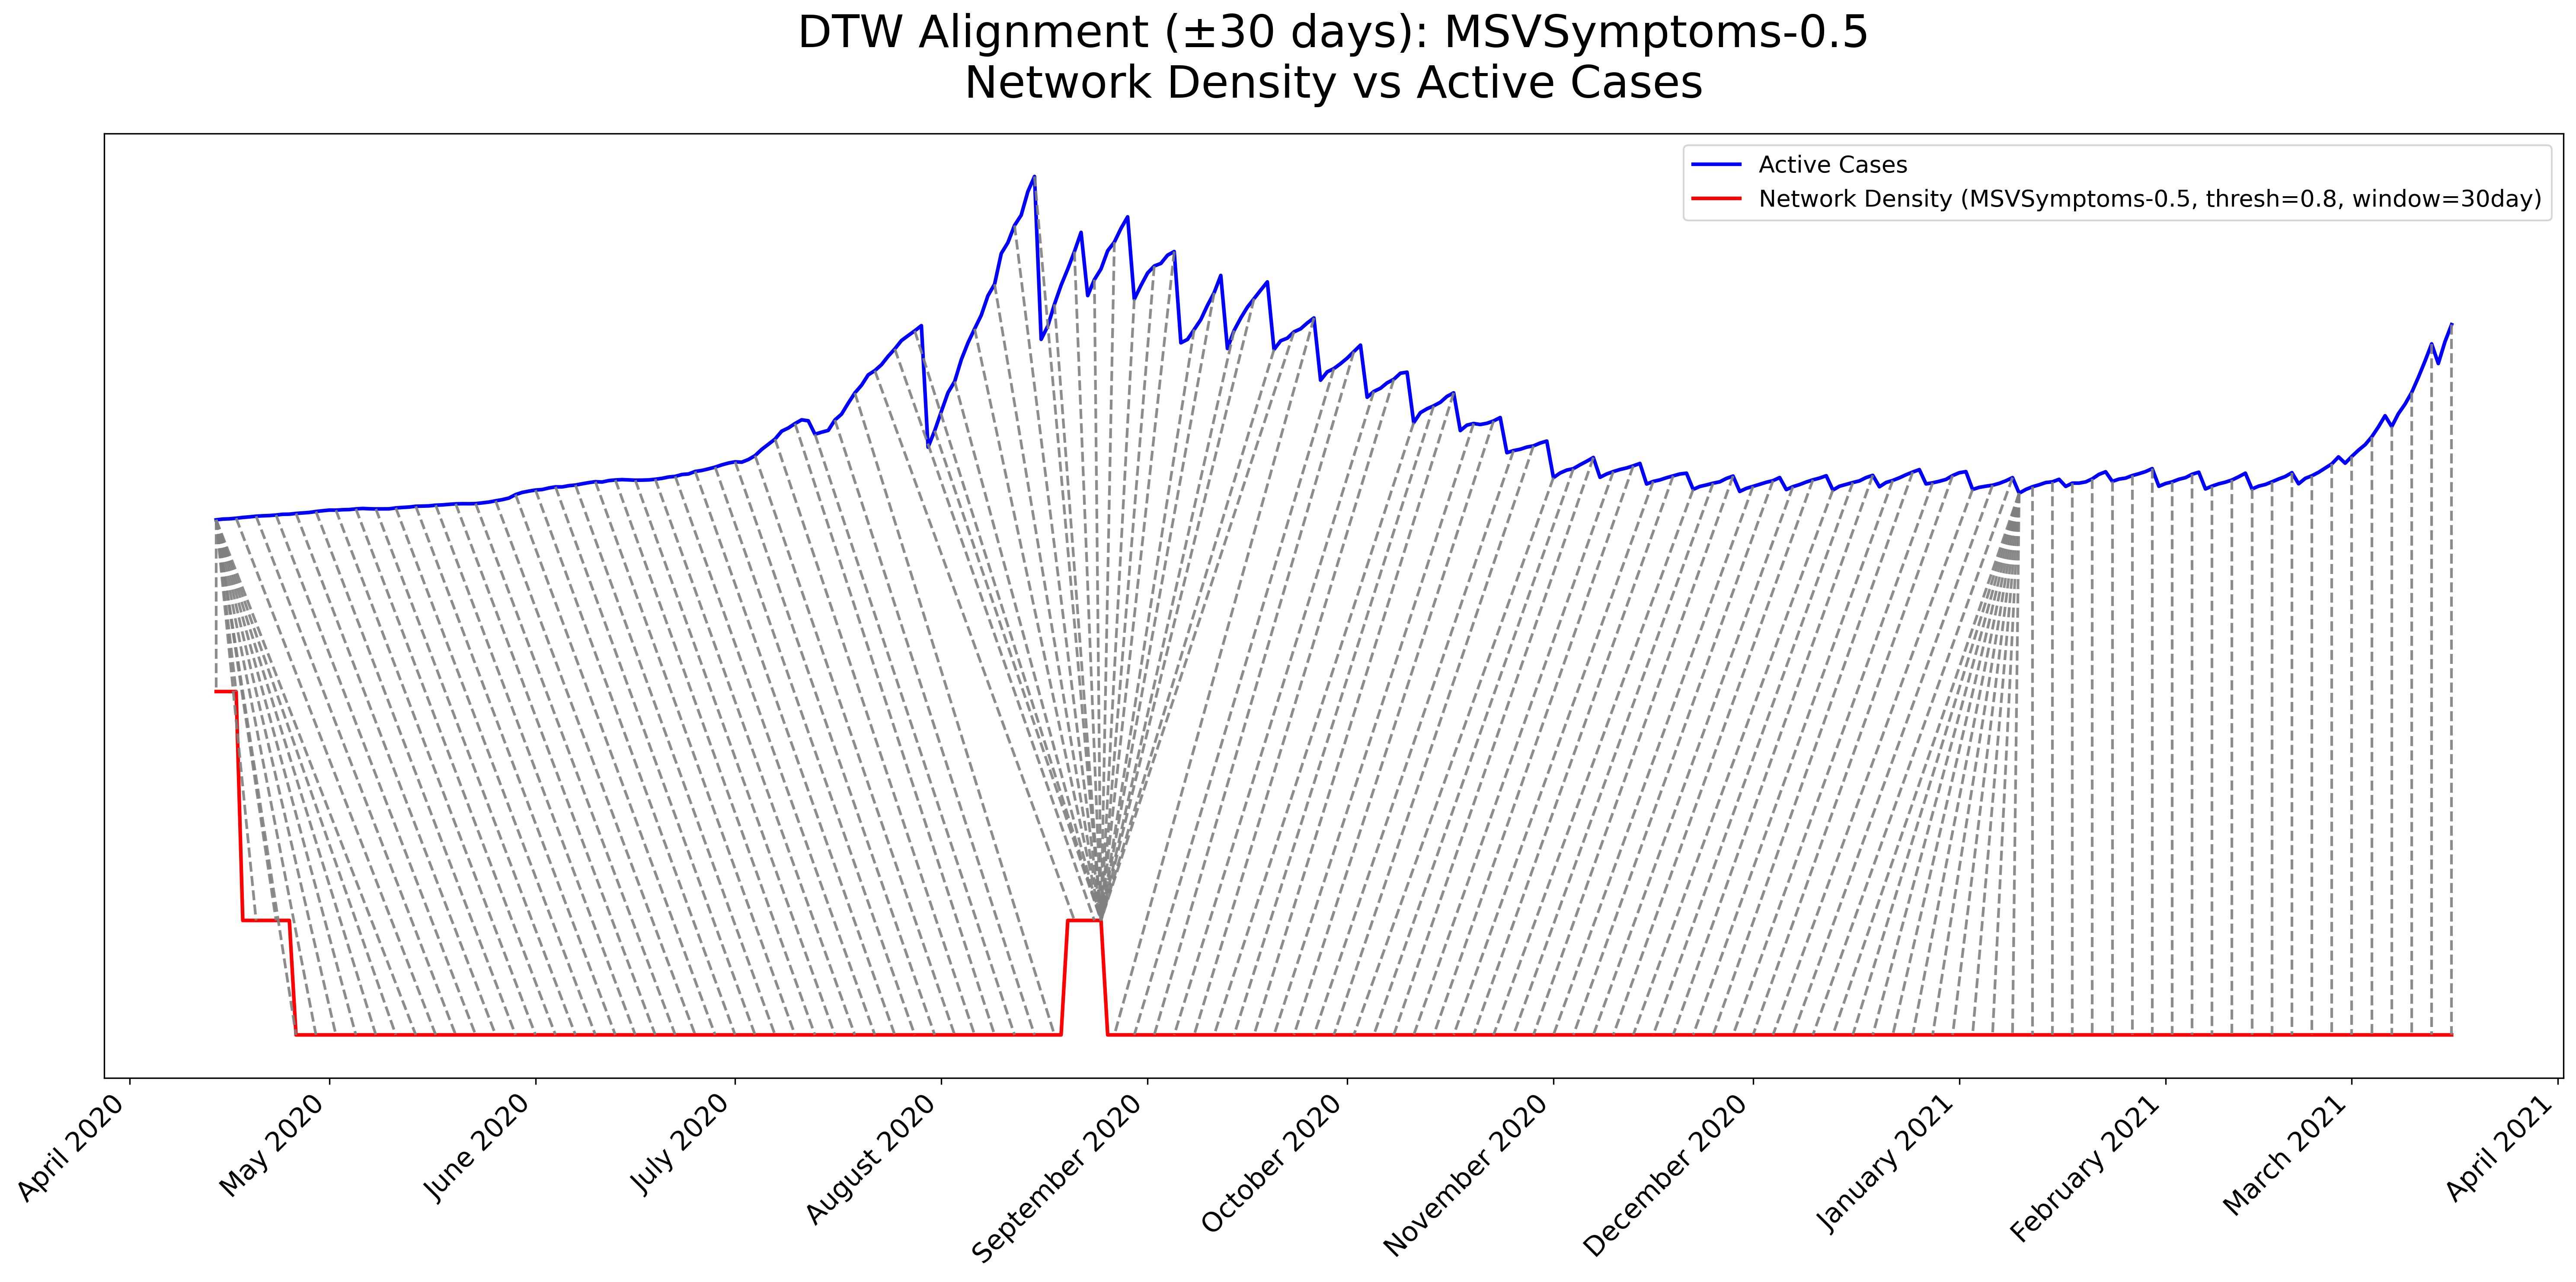 DTW Alignment (±30 days): MSVSymptoms-0.5
Network Density vs Active Cases
Active Cases
Network Density (MSVSymptoms-0.5, thresh=0.8, window=30day)
April 2020
May 2020
June 2020
July 2020
August 2020
September 2020
October 2020
November 2020
December 2020
January 2021
February 2021
March 2021
April 2021